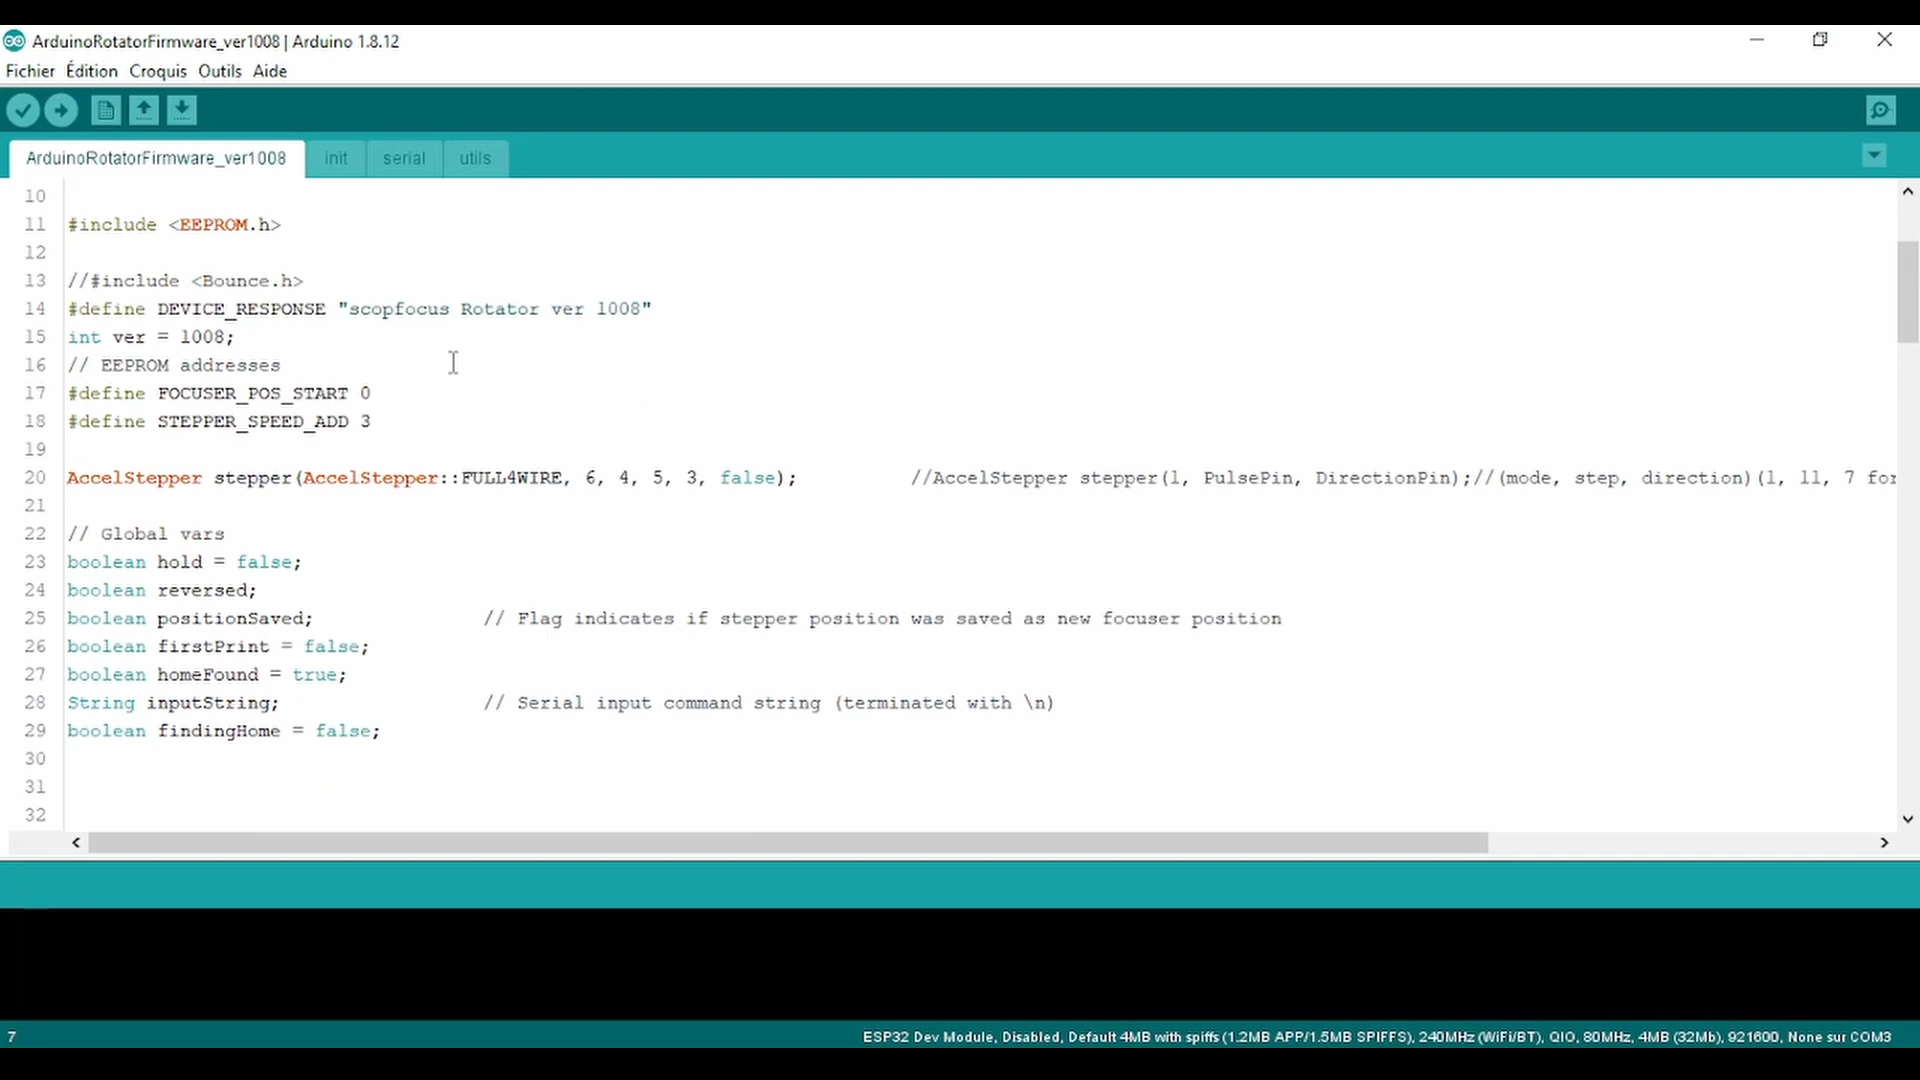 ArduinoRotatorFirmware_ver1008 | Arduino 1.8.12
Fichier Édition Croquis Outils Aide
ArduinoRotatorFirmware_ver1008 init serial utils
10
11 #include <EEPROM.h>
12
13 //#include <Bounce.h>
14 #define DEVICE_RESPONSE "scopfocus Rotator ver 1008"
15 int ver = 1008;
16 // EEPROM addresses
17 #define FOCUSER_POS_START 0
18 #define STEPPER_SPEED_ADD 3
19
20 AccelStepper stepper(AccelStepper::FULL4WIRE, 6, 4, 5, 3, false); //AccelStepper stepper(1, PulsePin, DirectionPin);//(mode, step, direction)(1, 11, 7 for
21
22 // Global vars
23 boolean hold = false;
24 boolean reversed;
25 boolean positionSaved; // Flag indicates if stepper position was saved as new focuser position
26 boolean firstPrint = false;
27 boolean homeFound = true;
28 String inputString; // Serial input command string (terminated with \n)
29 boolean findingHome = false;
30
31
32
7 ESP32 Dev Module, Disabled, Default 4MB with spiffs (1.2MB APP/1.5MB SPIFFS), 240MHz (WiFi/BT), QIO, 80MHz, 4MB (32Mb), 921600, None sur COM3